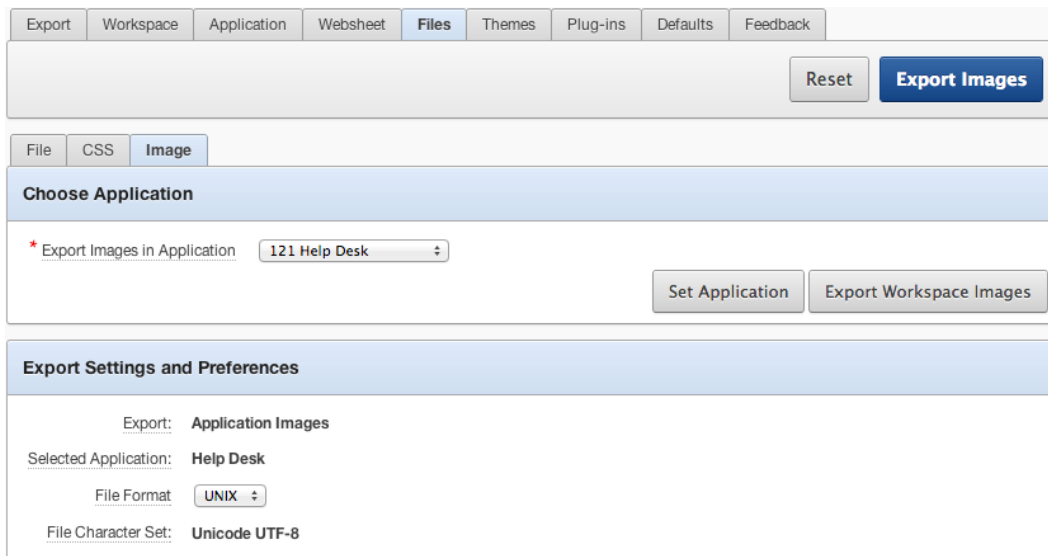 Export Workspace Application Websheet Files Themes Plug-ins Defaults Feedback
Reset Export Images
File CSS Image
Choose Application
* Export Images in Application 121 Help Desk
Set Application Export Workspace Images
Export Settings and Preferences
Export: Application Images
Selected Application: Help Desk
File Format UNIX
File Character Set: Unicode UTF-8